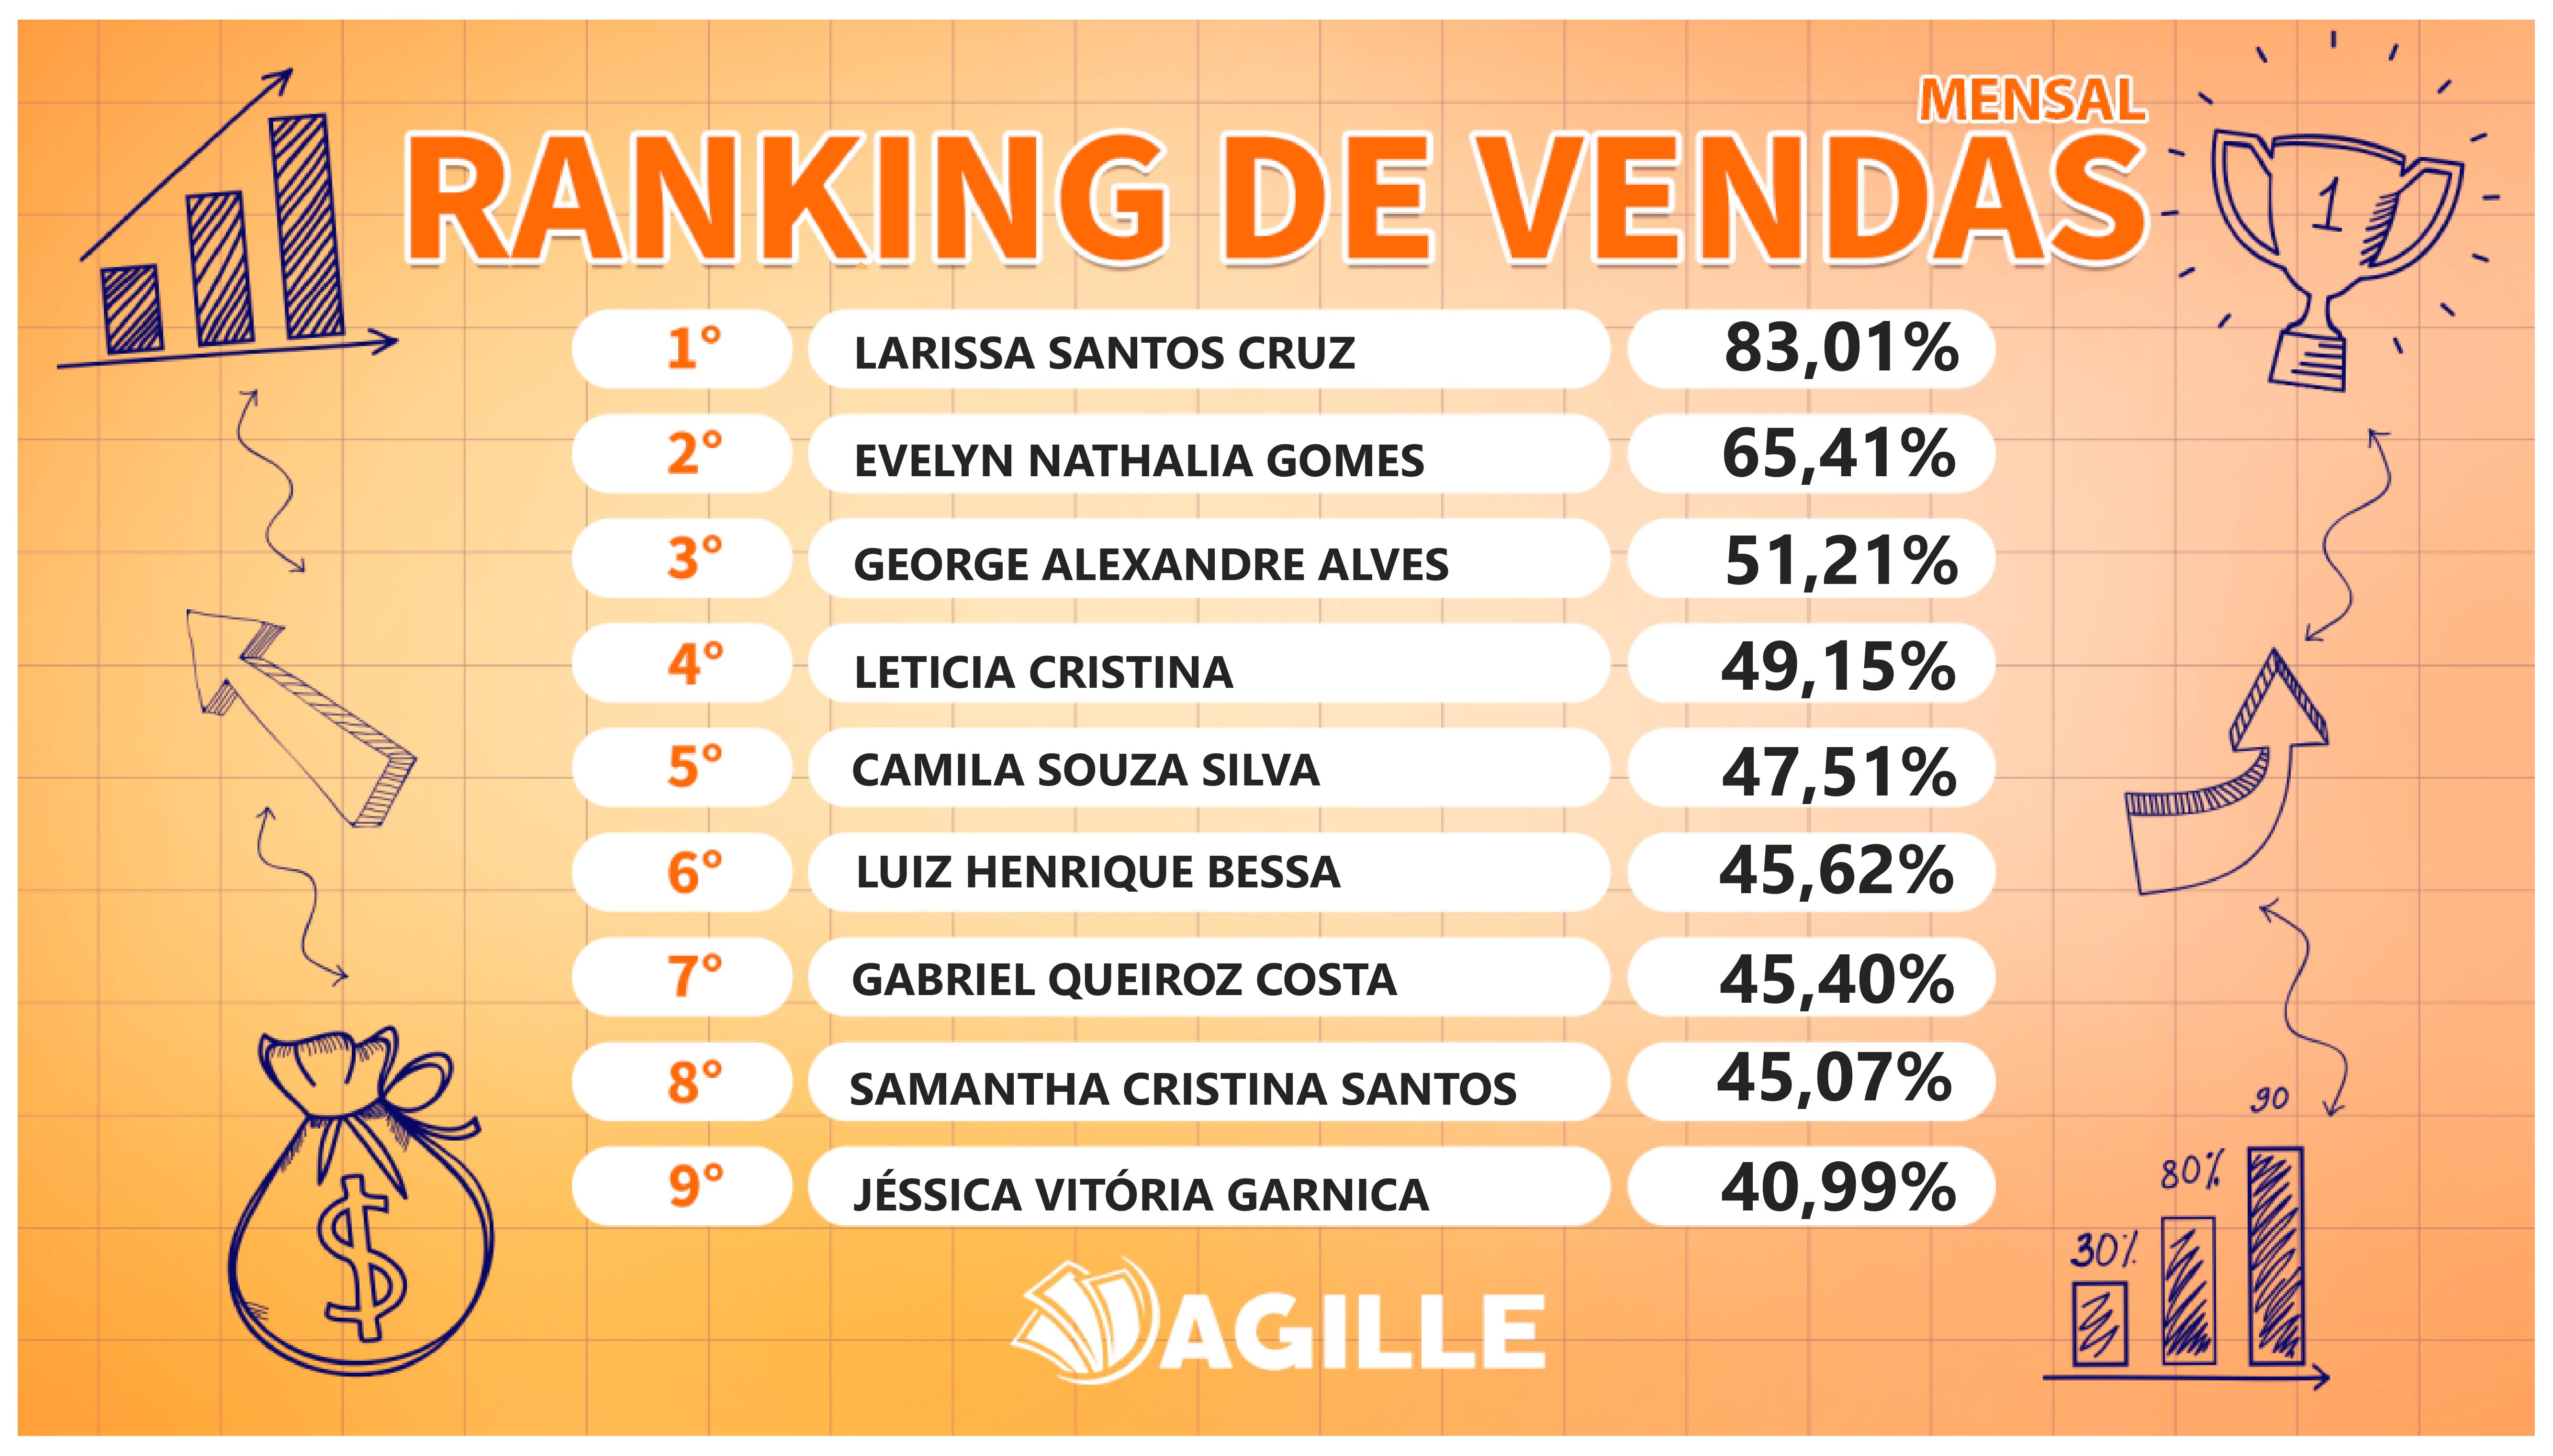 MENSAL
RANKING DE VENDAS
1
1° LARISSA SANTOS CRUZ 83,01%
2° EVELYN NATHALIA GOMES 65,41%
3° GEORGE ALEXANDRE ALVES 51,21%
4° LETICIA CRISTINA 49,15%
5° CAMILA SOUZA SILVA 47,51%
6° LUIZ HENRIQUE BESSA 45,62%
7° GABRIEL QUEIROZ COSTA 45,40%
8° SAMANTHA CRISTINA SANTOS 45,07%
9° JÉSSICA VITÓRIA GARNICA 40,99%
$
90
80%
30%
AGILLE